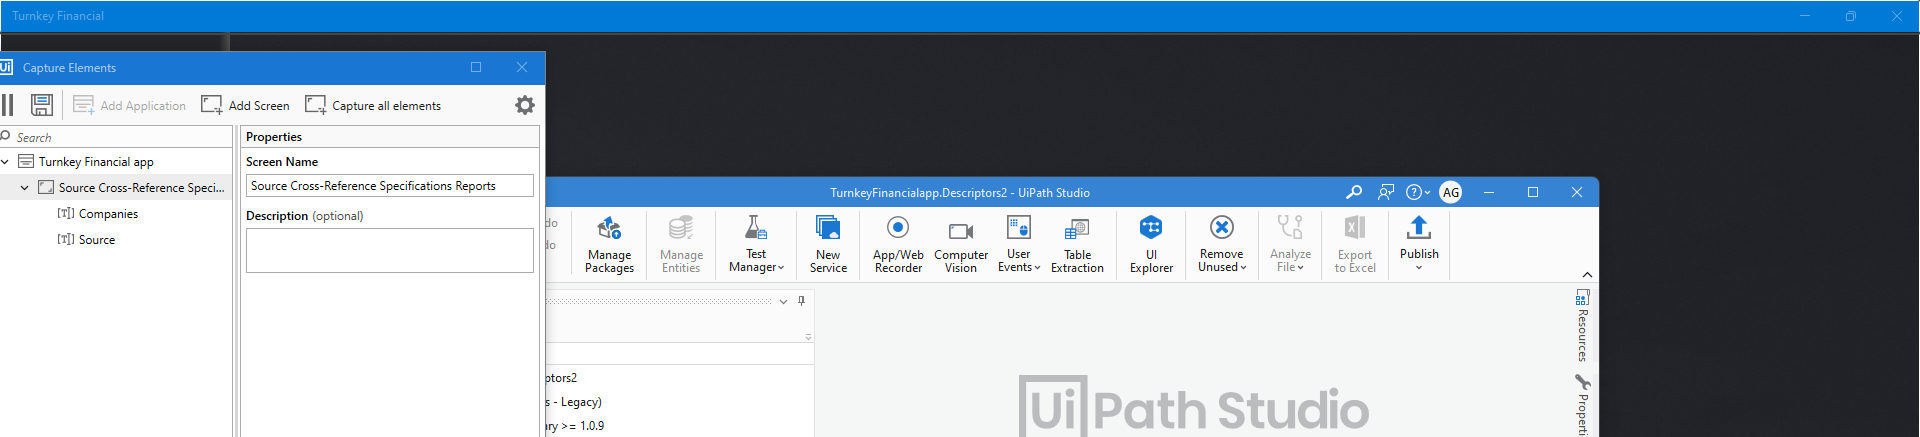 Turnkey Financial
Ui Capture Elements
Add Application Add Screen Capture all elements
Search
Properties
Turnkey Financial app
Screen Name
Source Cross-Reference Speci...
Source Cross-Reference Specifications Reports
Companies
Description (optional)
Source
TurnkeyFinancialapp.Descriptors2 - UiPath Studio
AG
do
do
Manage Packages
Manage Entities
Test Manager
New Service
App/Web Recorder
Computer Vision
User Events
Table Extraction
UI Explorer
Remove Unused
Analyze File
Export to Excel
Publish
Resources
Properti
ptors2
s - Legacy)
ry >= 1.0.9
Ui Path Studio